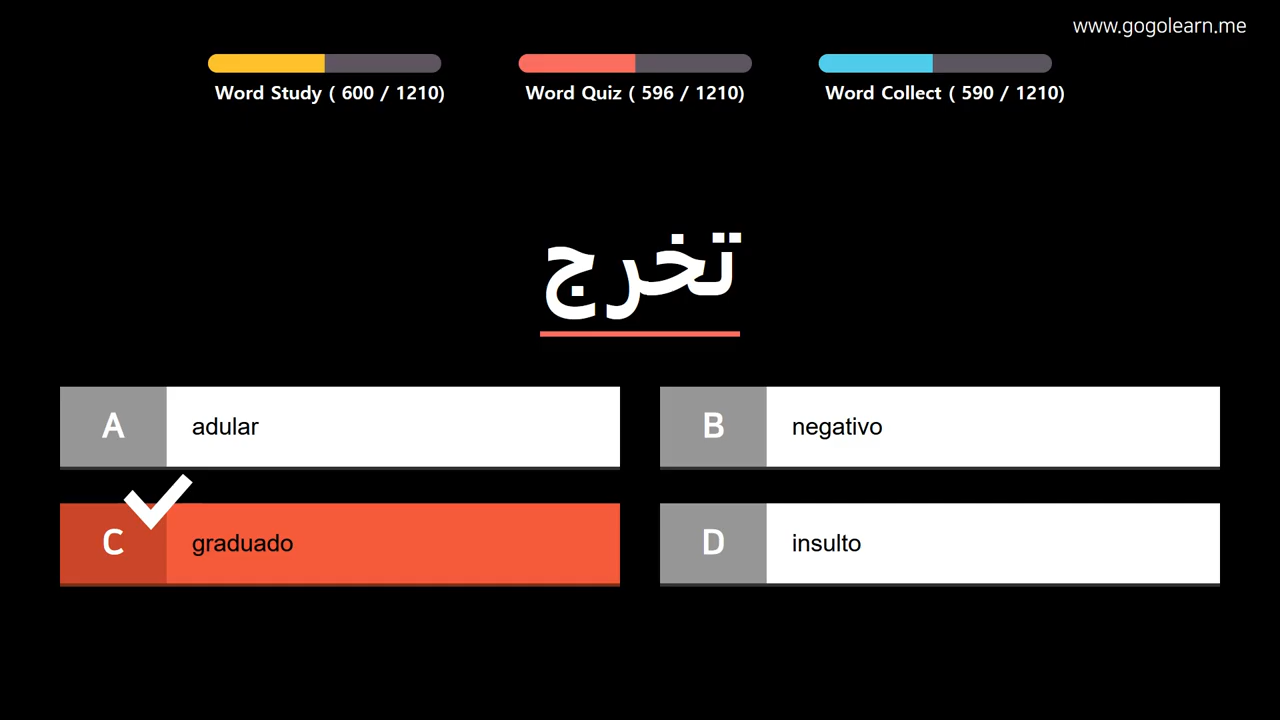 www.gogolearn.me
Word Study ( 600 / 1210)
Word Quiz ( 596 / 1210)
Word Collect ( 590 / 1210)
تخرج
A adular
B negativo
C graduado
D insulto